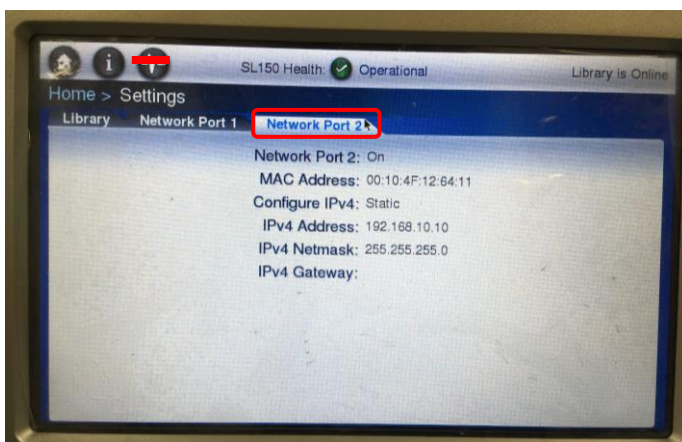 SL150 Health: Operational Library is Online
Home > Settings
Library Network Port 1 Network Port 2
Network Port 2: On
MAC Address: 00:10:4F:12:64:11
Configure IPv4: Static
IPv4 Address: 192.168.10.10
IPv4 Netmask: 255.255.255.0
IPv4 Gateway: